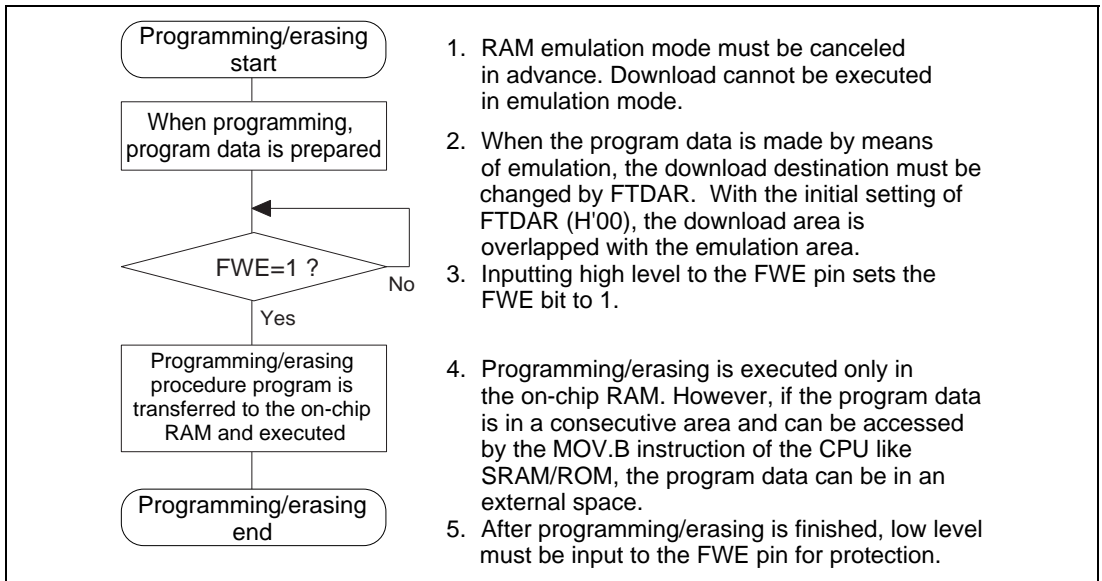 Programming/erasing
start
When programming,
program data is prepared
FWE=1 ?
No
Yes
Programming/erasing
procedure program is
transferred to the on-chip
RAM and executed
Programming/erasing
end
1. RAM emulation mode must be canceled
in advance. Download cannot be executed
in emulation mode.
2. When the program data is made by means
of emulation, the download destination must be
changed by FTDAR. With the initial setting of
FTDAR (H'00), the download area is
overlapped with the emulation area.
3. Inputting high level to the FWE pin sets the
FWE bit to 1.
4. Programming/erasing is executed only in
the on-chip RAM. However, if the program data
is in a consecutive area and can be accessed
by the MOV.B instruction of the CPU like
SRAM/ROM, the program data can be in an
external space.
5. After programming/erasing is finished, low level
must be input to the FWE pin for protection.